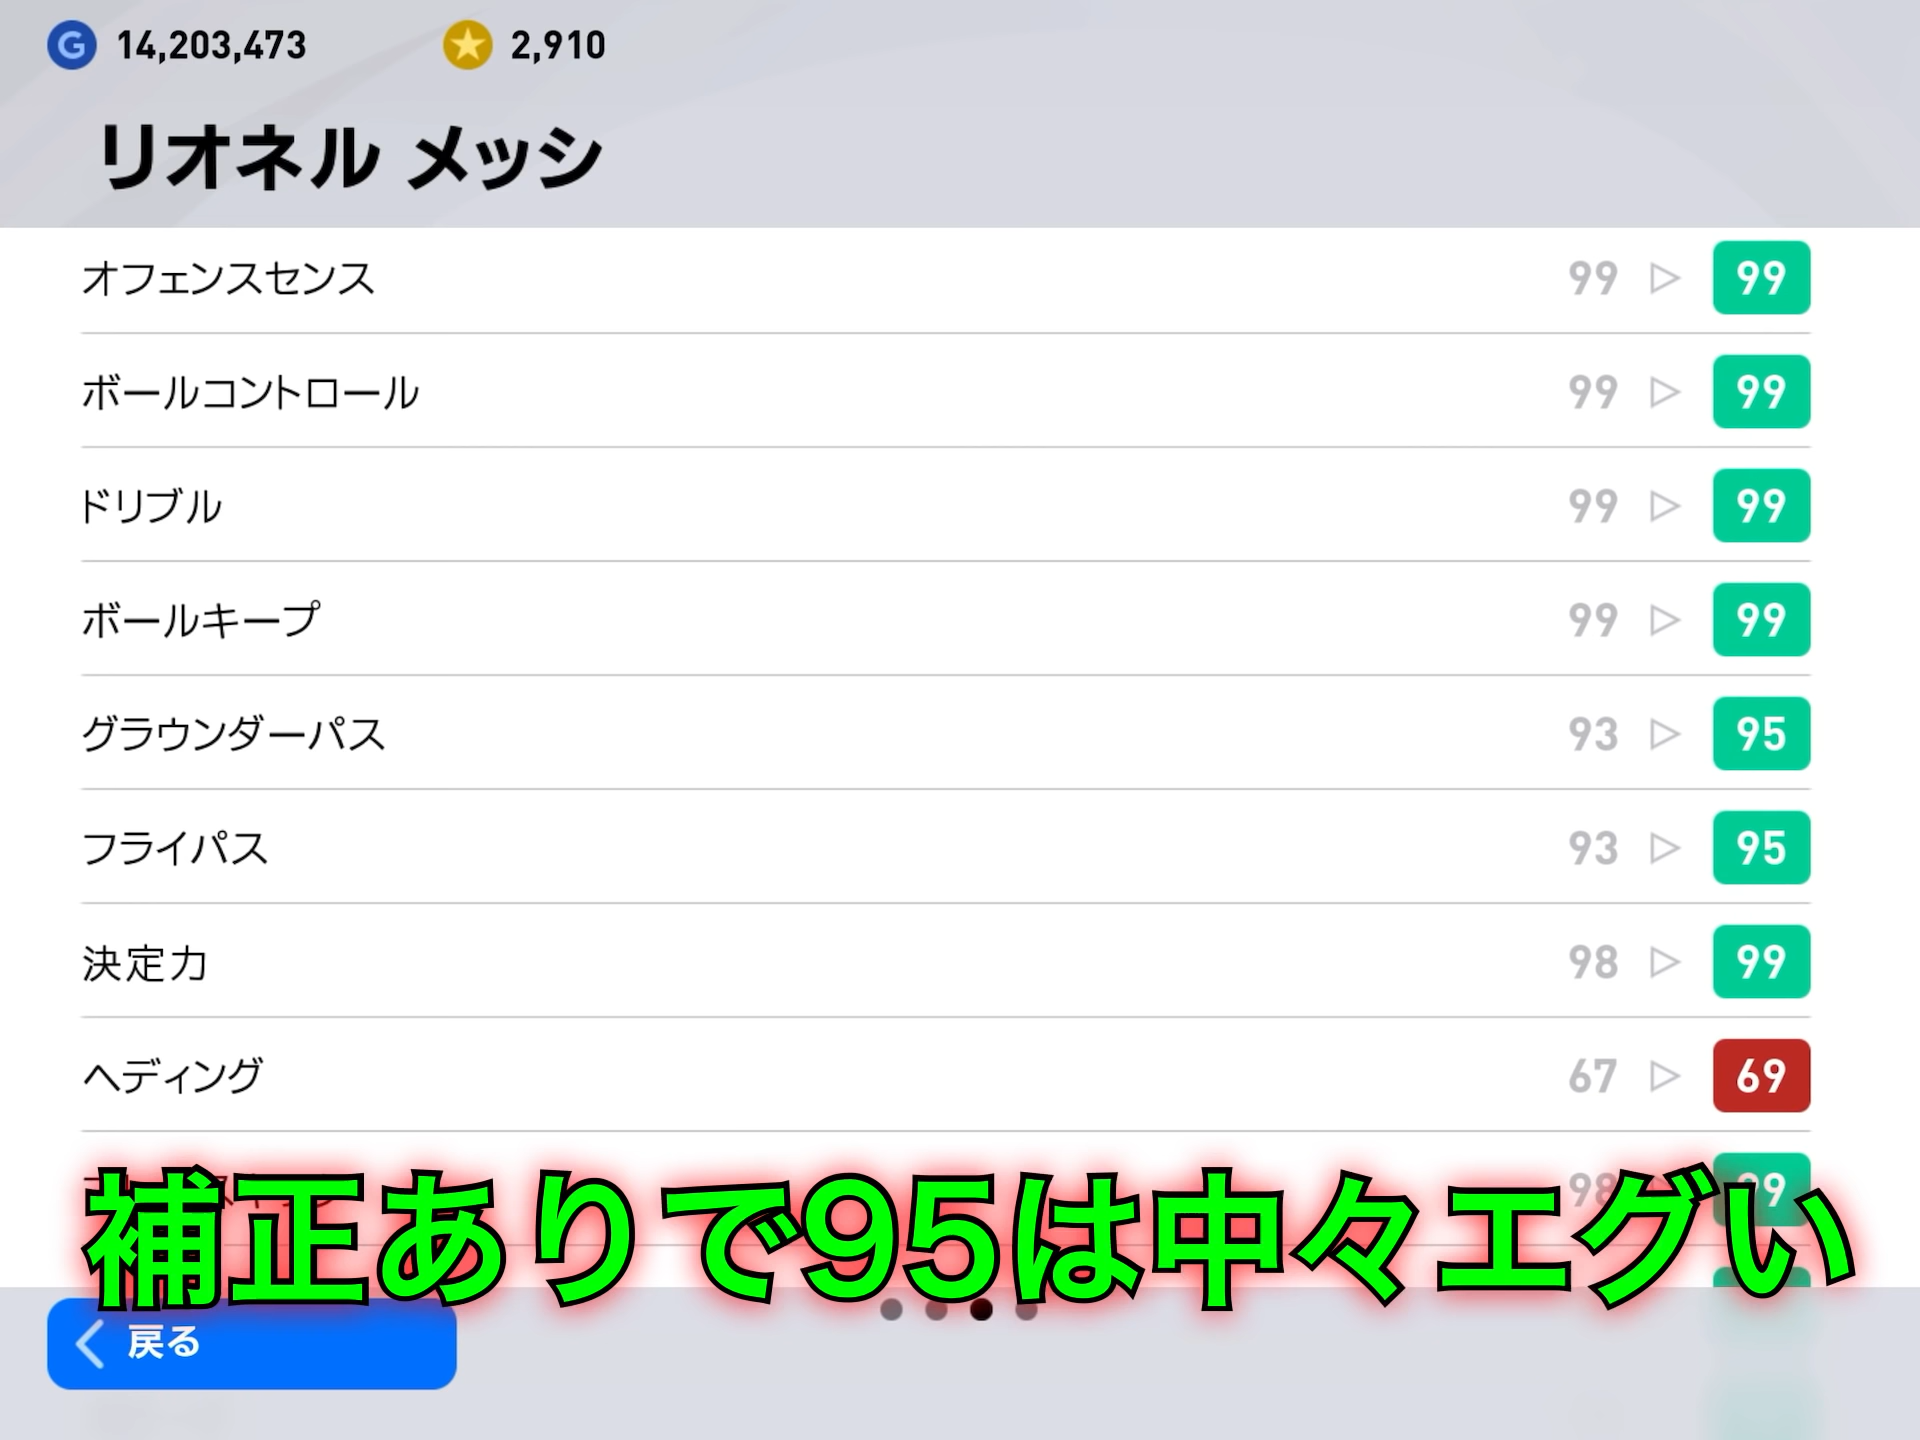 G 14,203,473 2,910
リオネル メッシ
オフェンスセンス 99 99
ボールコントロール 99 99
ドリブル 99 99
ボールキープ 99 99
グラウンダーパス 93 95
フライパス 93 95
決定力 98 99
ヘディング 67 69
補正ありで95は中々エグい
戻る